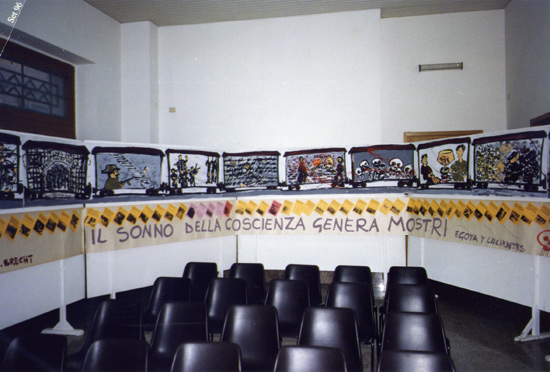 Set 96
IL SONNO DELLA COSCIENZA GENERA MOSTRI
F. GOYA Y LUCIENTES
. BRECHT